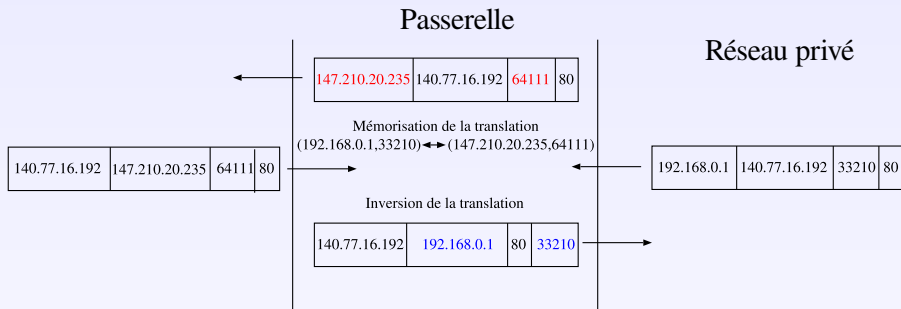 Passerelle
Réseau privé
147.210.20.235 140.77.16.192 64111 80
Mémorisation de la translation
(192.168.0.1,33210) (147.210.20.235,64111)
140.77.16.192 147.210.20.235 64111 80
192.168.0.1 140.77.16.192 33210 80
Inversion de la translation
140.77.16.192 192.168.0.1 80 33210